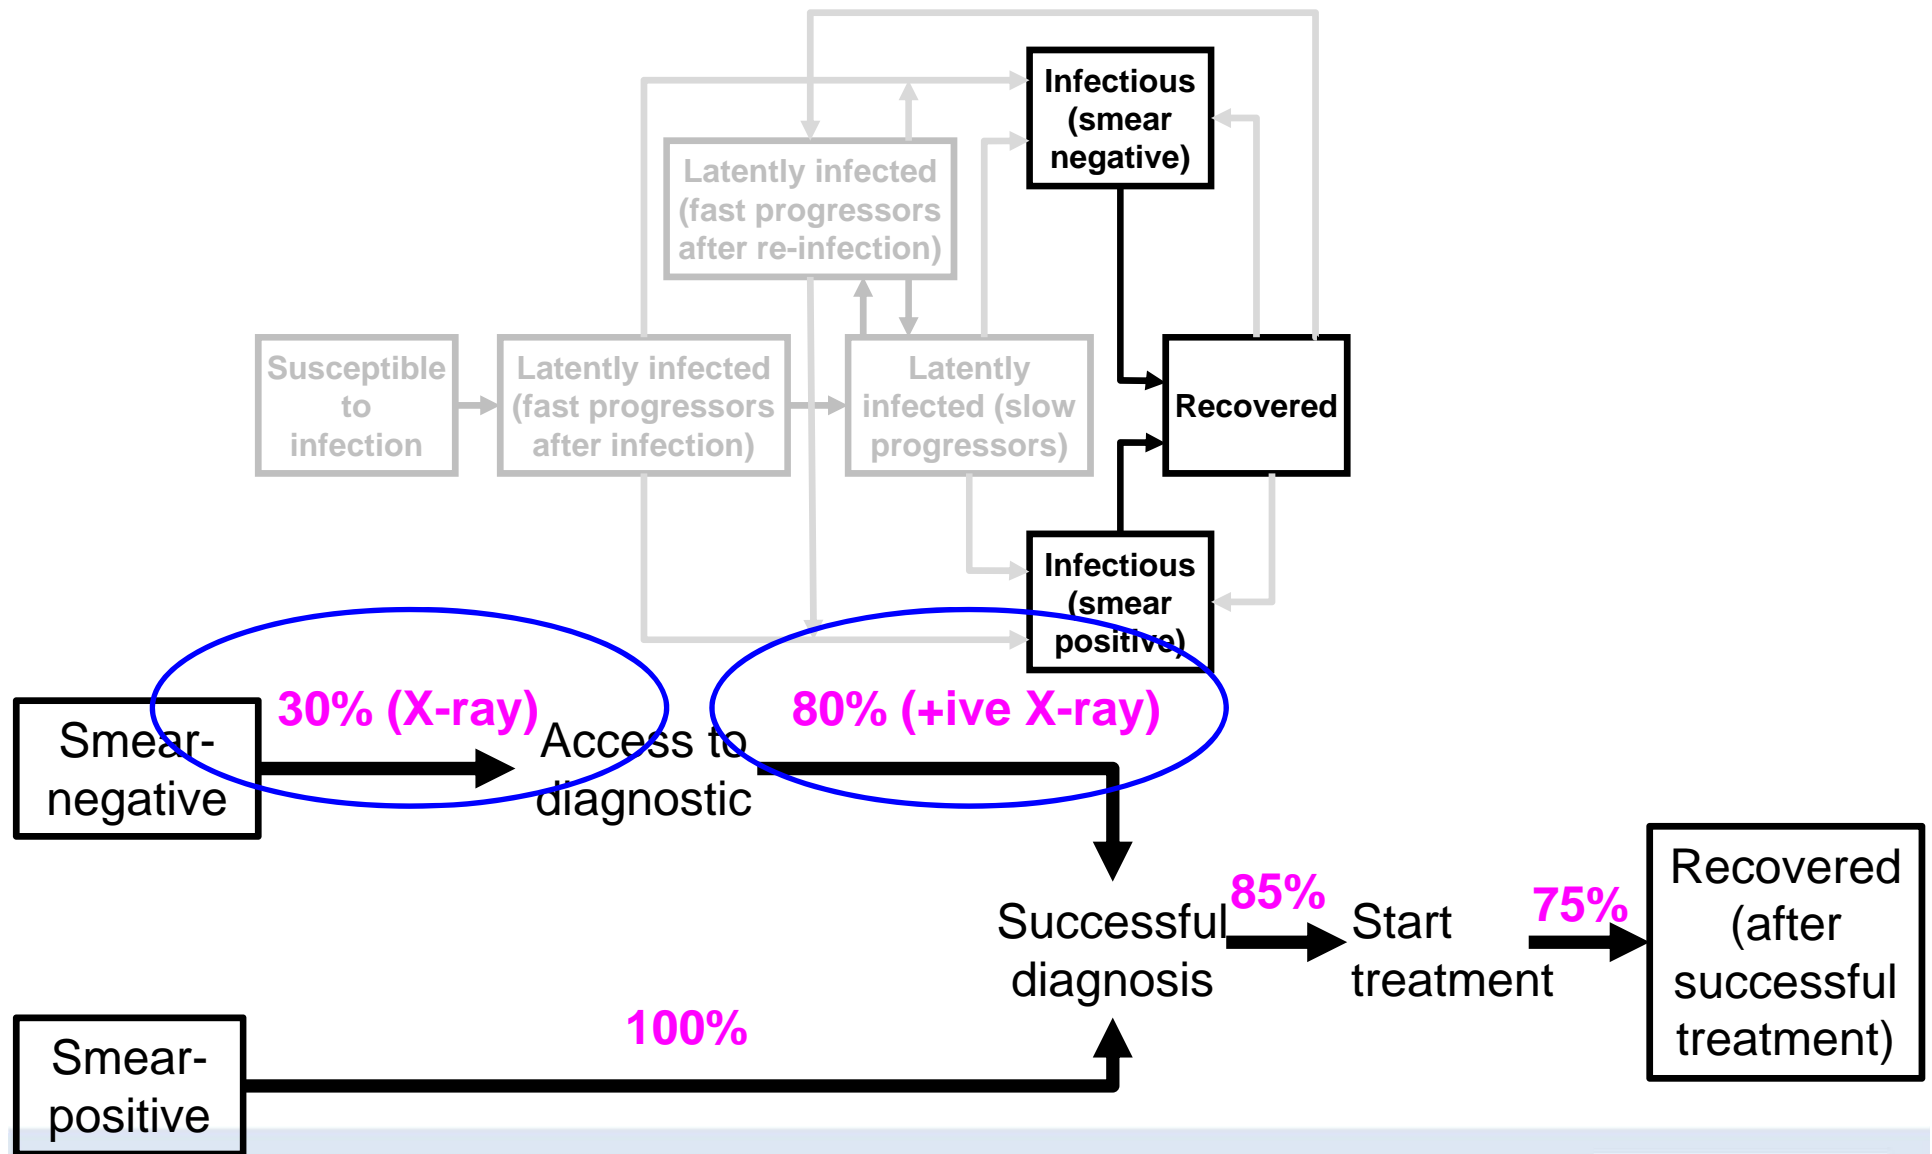 Infectious
(smear
negative)
Latently infected
(fast progressors
after re-infection)
Susceptible
to
infection
Latently infected
(fast progressors
after infection)
Latently
infected (slow
progressors)
Recovered
Infectious
(smear
positive)
30% (X-ray)
80% (+ive X-ray)
Smear-
negative
Access to
diagnostic
Successful
diagnosis
85%
Start
treatment
75%
Recovered
(after
successful
treatment)
100%
Smear-
positive